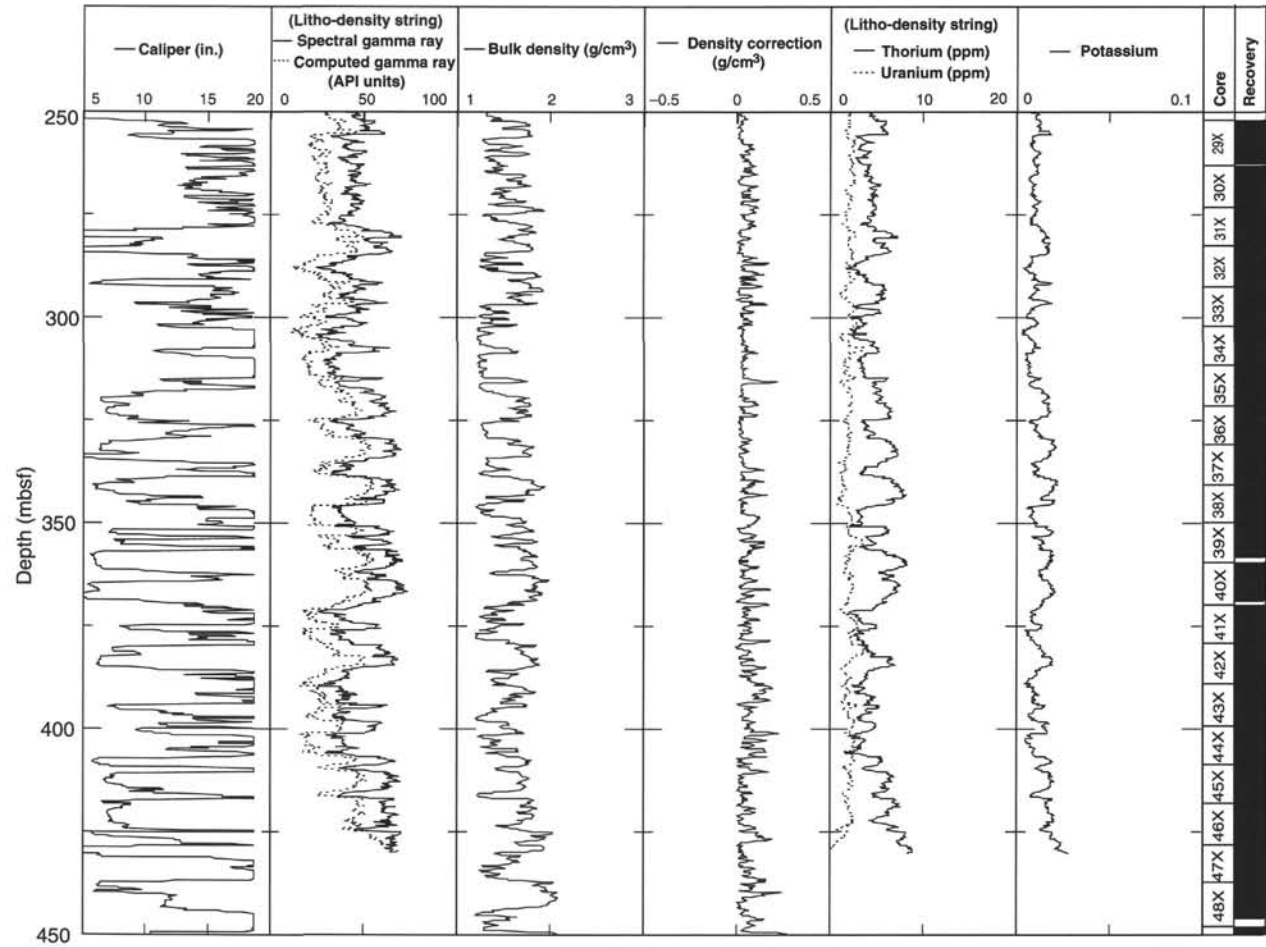 (Litho-density string)
— Spectral gamma ray
····· Computed gamma ray
(API units)
— Caliper (in.)
— Bulk density (g/cm³)
— Density correction
(g/cm³)
(Litho-density string)
— Thorium (ppm)
---- Uranium (ppm)
— Potassium
Core
Recovery
5 10 15 20
0 50 100
1 2 3
−0.5 0 0.5
0 10 20
0 0.1
Depth (mbsf)
250
300
350
400
450
29X
30X
31X
32X
33X
34X
35X
36X
37X
38X
39X
40X
41X
42X
43X
44X
45X
46X
47X
48X